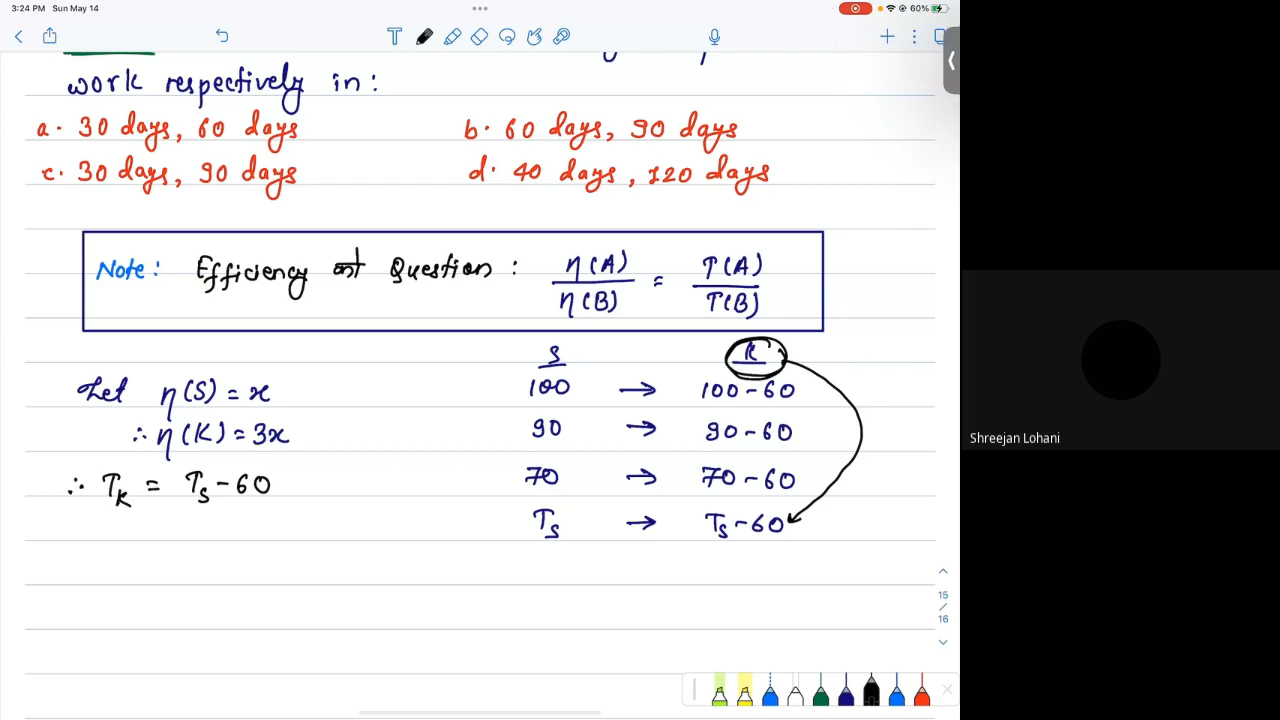 3:24 PM Sun May 14
60%
work respectively in:
a. 30 days, 60 days
b. 60 days, 90 days
c. 30 days, 90 days
d. 40 days, 120 days
Note: Efficiency Question: η(A)/η(B) = T(A)/T(B)
S K
Let η(S) = x
100 → 100-60
∴ η(K) = 3x
90 → 90-60
∴ T_K = T_S - 60
70 → 70-60
T_S → T_S - 60
15
/
16
Shreejan Lohani